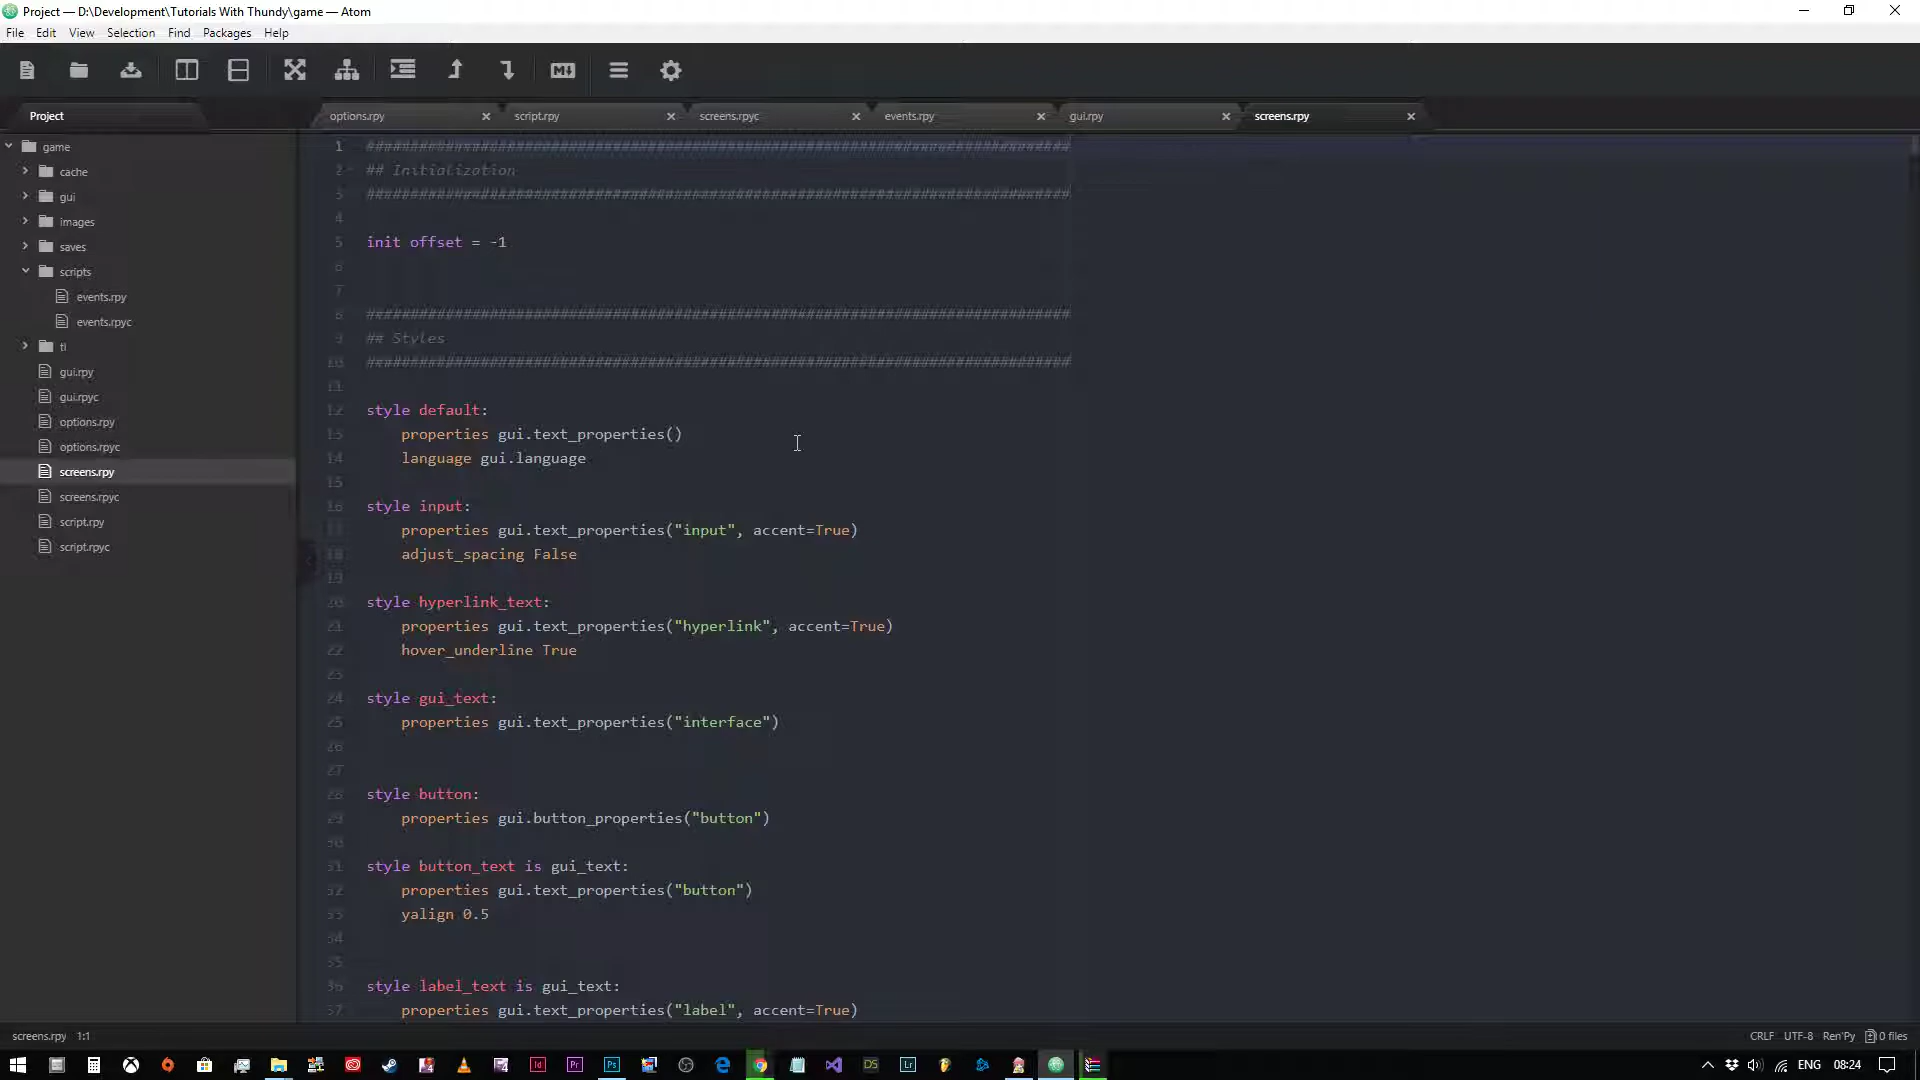 Project — D:\Development\Tutorials With Thundy\game — Atom
File Edit View Selection Find Packages Help
Project
options.rpy
script.rpy
screens.rpyc
events.rpy
gui.rpy
screens.rpy
game
cache
gui
images
saves
scripts
events.rpy
events.rpyc
tl
gui.rpy
gui.rpyc
options.rpy
options.rpyc
screens.rpy
screens.rpyc
script.rpy
script.rpyc
1
2 ## Initialization
3
4
5 init offset = -1
6
7
8
9 ## Styles
10
11
12 style default:
13 properties gui.text_properties()
14 language gui.language
15
16 style input:
17 properties gui.text_properties("input", accent=True)
18 adjust_spacing False
19
20 style hyperlink_text:
21 properties gui.text_properties("hyperlink", accent=True)
22 hover_underline True
23
24 style gui_text:
25 properties gui.text_properties("interface")
26
27
28 style button:
29 properties gui.button_properties("button")
30
31 style button_text is gui_text:
32 properties gui.text_properties("button")
33 yalign 0.5
34
35
36 style label_text is gui_text:
37 properties gui.text_properties("label", accent=True)
screens.rpy 1:1
CRLF UTF-8 Ren'Py 0 files
ENG 08:24